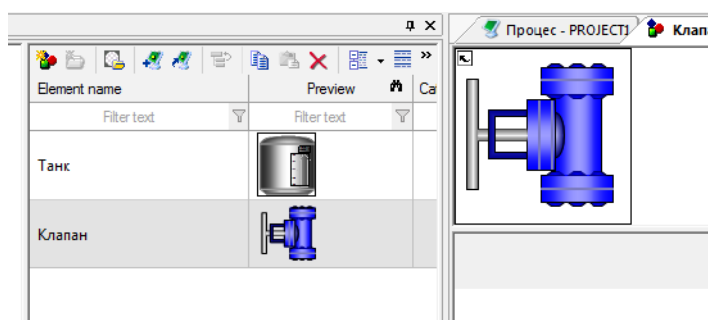 Процес - PROJECT1
Клап
Element name
Preview
Ca
Filter text
Filter text
Танк
Клапан